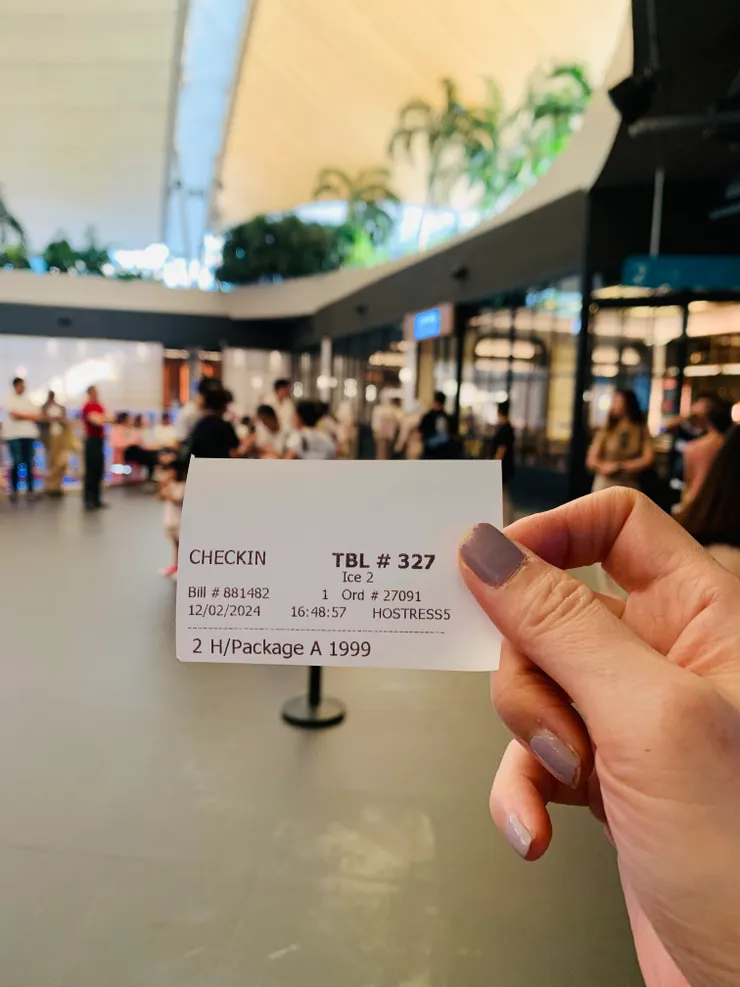 CHECKIN TBL # 327
Ice 2
Bill # 881482 1 Ord # 27091
12/02/2024 16:48:57 HOSTRESS5
2 H/Package A 1999